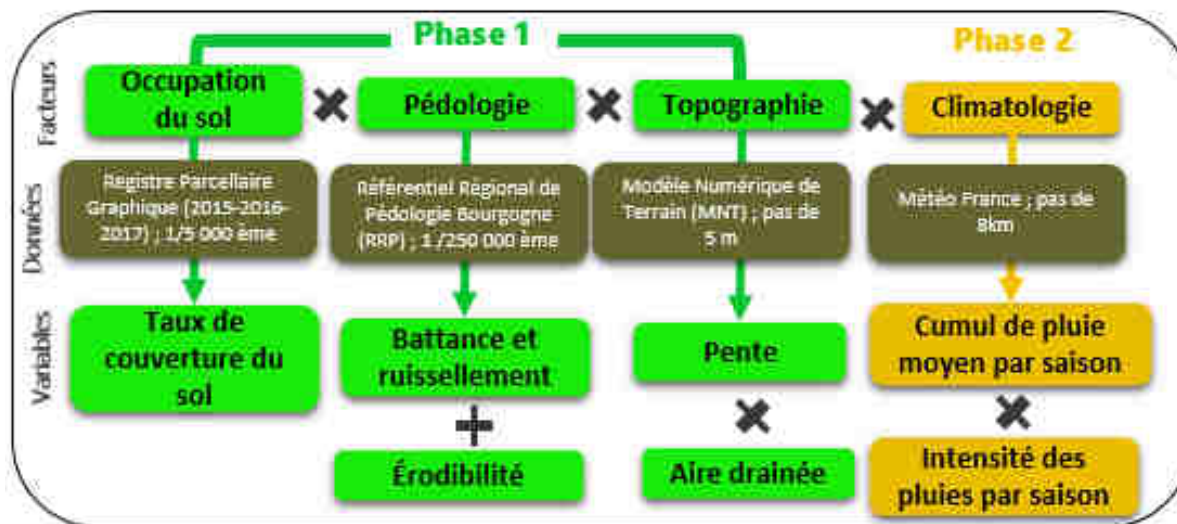 Phase 1
Phase 2
Facteurs
Occupation
du sol
Pédologie
Topographie
Climatologie
Données
Registre Parcellaire
Graphique (2015-2016-
2017) ; 1/5 000 ème
Référentiel Régional de
Pédologie Bourgogne
(RRP) ; 1 /250 000 ème
Modèle Numérique de
Terrain (MNT) ; pas de
5 m
Météo France ; pas de
8km
Variables
Taux de
couverture du
sol
Battance et
ruissellement
+
Érodibilité
Pente
Aire drainée
Cumul de pluie
moyen par saison
Intensité des
pluies par saison